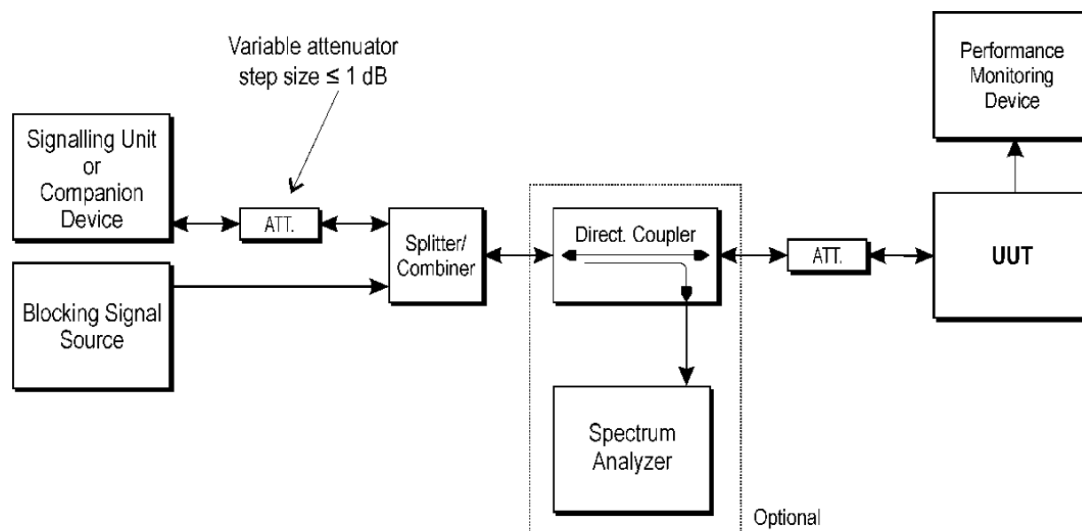 Variable attenuator
step size ≤ 1 dB
Performance
Monitoring
Device
Signalling Unit
or
Companion
Device
ATT.
Splitter/
Combiner
Direct. Coupler
ATT.
UUT
Blocking Signal
Source
Spectrum
Analyzer
Optional